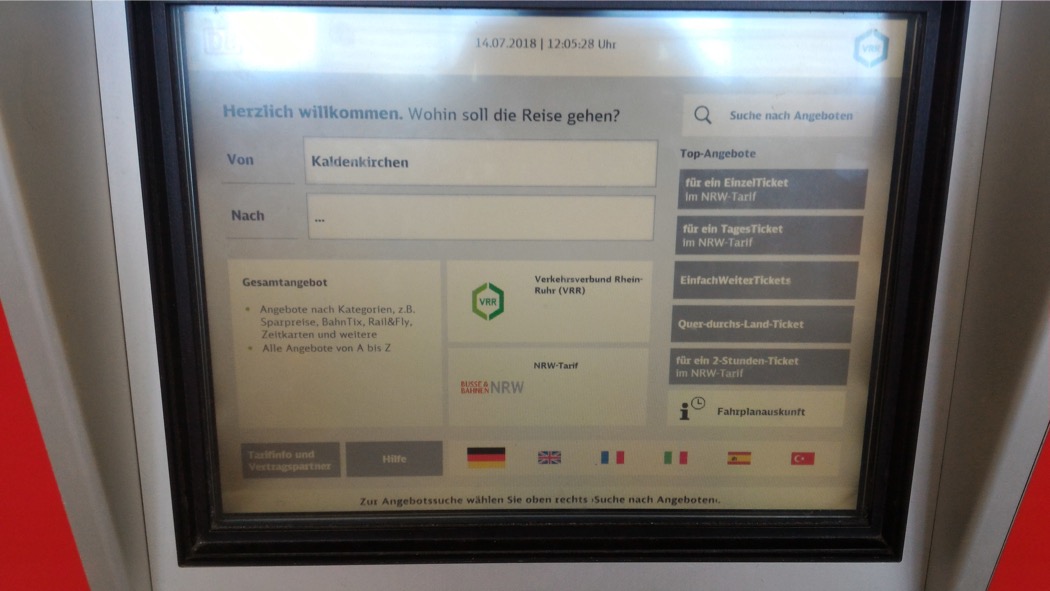 14.07.2018 | 12:05:28 Uhr
VRR
Herzlich willkommen. Wohin soll die Reise gehen?
Suche nach Angeboten
Von
Kaldenkirchen
Nach
...
Top-Angebote
für ein EinzelTicket
im NRW-Tarif
für ein TagesTicket
im NRW-Tarif
EinfachWeiterTickets
Quer-durchs-Land-Ticket
für ein 2-Stunden-Ticket
im NRW-Tarif
Fahrplanauskunft
Gesamtangebot
• Angebote nach Kategorien, z.B.
Sparpreise, BahnTix, Rail&Fly,
Zeitkarten und weitere
• Alle Angebote von A bis Z
VRR
Verkehrsverbund Rhein-
Ruhr (VRR)
NRW-Tarif
BUSSE &
BAHNEN NRW
Tarifinfo und
Vertragspartner
Hilfe
Zur Angebotssuche wählen Sie oben rechts ›Suche nach Angeboten‹.